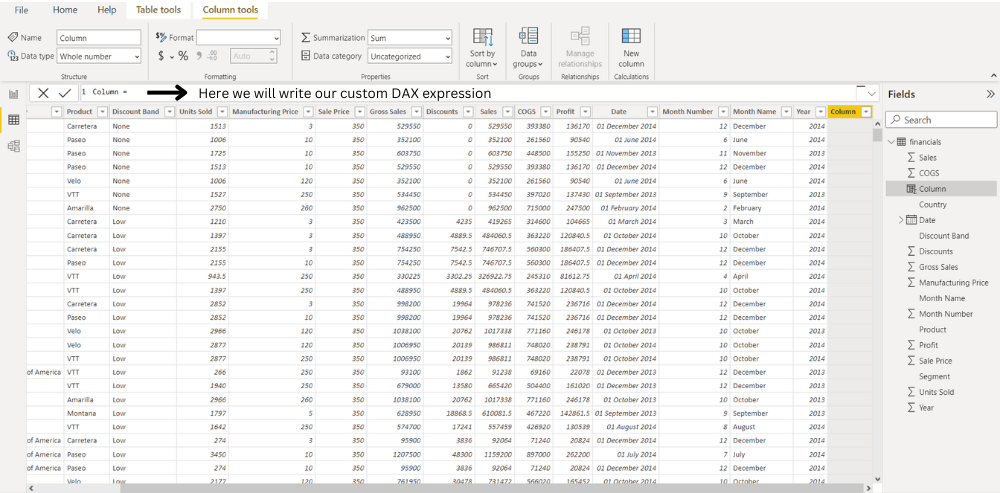 File Home Help Table tools Column tools
Name Column Format Summarization Sum
Data type Whole number $ % 9 Auto Data category Uncategorized
Sort by column Data groups Manage relationships New column
Structure Formatting Properties Sort Groups Relationships Calculations
1 Column = Here we will write our custom DAX expression
Fields
Search
Product Discount Band Units Sold Manufacturing Price Sale Price Gross Sales Discounts Sales COGS Profit Date Month Number Month Name Year Column
Carretera None 1513 3 350 529550 0 529550 393380 136170 01 December 2014 12 December 2014
Paseo None 1006 10 350 352100 0 352100 261560 90540 01 June 2014 6 June 2014
Paseo None 1725 10 350 603750 0 603750 448500 155250 01 November 2013 11 November 2013
Paseo None 1513 10 350 529550 0 529550 393380 136170 01 December 2014 12 December 2014
Velo None 1006 120 350 352100 0 352100 261560 90540 01 June 2014 6 June 2014
VTT None 1527 250 350 534450 0 534450 397020 137430 01 September 2013 9 September 2013
Amarilla None 2750 260 350 962500 0 962500 715000 247500 01 February 2014 2 February 2014
Carretera Low 1210 3 350 423500 4235 419265 314600 104665 01 March 2014 3 March 2014
Carretera Low 1397 3 350 488950 4889.5 484060.5 363220 120840.5 01 October 2014 10 October 2014
Carretera Low 2155 3 350 754250 7542.5 746707.5 560300 186407.5 01 December 2014 12 December 2014
Paseo Low 2155 10 350 754250 7542.5 746707.5 560300 186407.5 01 December 2014 12 December 2014
VTT Low 943.5 250 350 330225 3302.25 326922.75 245310 81612.75 01 April 2014 4 April 2014
VTT Low 1397 250 350 488950 4889.5 484060.5 363220 120840.5 01 October 2014 10 October 2014
Carretera Low 2852 3 350 998200 19964 978236 741520 236716 01 December 2014 12 December 2014
Paseo Low 2852 10 350 998200 19964 978236 741520 236716 01 December 2014 12 December 2014
Velo Low 2966 120 350 1038100 20762 1017338 771160 246178 01 October 2013 10 October 2013
Velo Low 2877 120 350 1006950 20139 986811 748020 238791 01 October 2014 10 October 2014
VTT Low 2877 250 350 1006950 20139 986811 748020 238791 01 October 2014 10 October 2014
of America VTT Low 266 250 350 93100 1862 91238 69160 22078 01 December 2013 12 December 2013
VTT Low 1940 250 350 679000 13580 665420 504400 161020 01 December 2013 12 December 2013
Amarilla Low 2966 260 350 1038100 20762 1017338 771160 246178 01 October 2013 10 October 2013
Montana Low 1797 5 350 628950 18868.5 610081.5 467220 142861.5 01 September 2013 9 September 2013
VTT Low 1642 250 350 574700 17241 557459 426920 130539 01 August 2014 8 August 2014
of America Carretera Low 274 3 350 95900 3836 92064 71240 20824 01 December 2014 12 December 2014
of America Paseo Low 3450 10 350 1207500 48300 1159200 897000 262200 01 July 2014 7 July 2014
of America Paseo Low 274 10 350 95900 3836 92064 71240 20824 01 December 2014 12 December 2014
Velo Low 2177 120 350 761950 30478 731472 566020 165452 01 October 2014 10 October 2014
financials
Sales
COGS
Column
Country
Date
Discount Band
Discounts
Gross Sales
Manufacturing Price
Month Name
Month Number
Product
Profit
Sale Price
Segment
Units Sold
Year